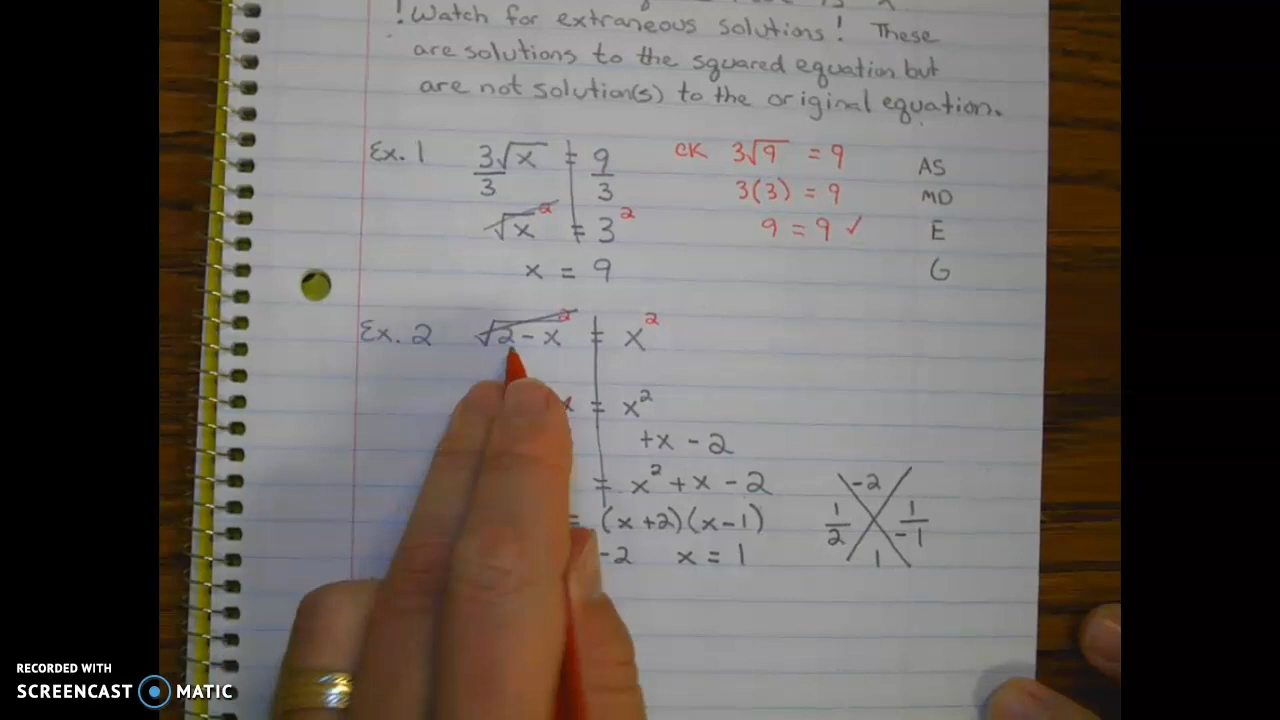 !Watch for extraneous solutions! These
are solutions to the squared equation but
are not solution(s) to the original equation.
Ex. 1 3√x = 9 CK 3√9 = 9 AS
3 3 3(3) = 9 MD
√x² = 3² 9 = 9 ✓ E
x = 9 G
Ex. 2 √2-x² = x²
x = x²
+x - 2
= x² + x - 2 -2
= (x+2)(x-1) 1/2 1/-1
-2 x = 1 1
RECORDED WITH
SCREENCAST MATIC